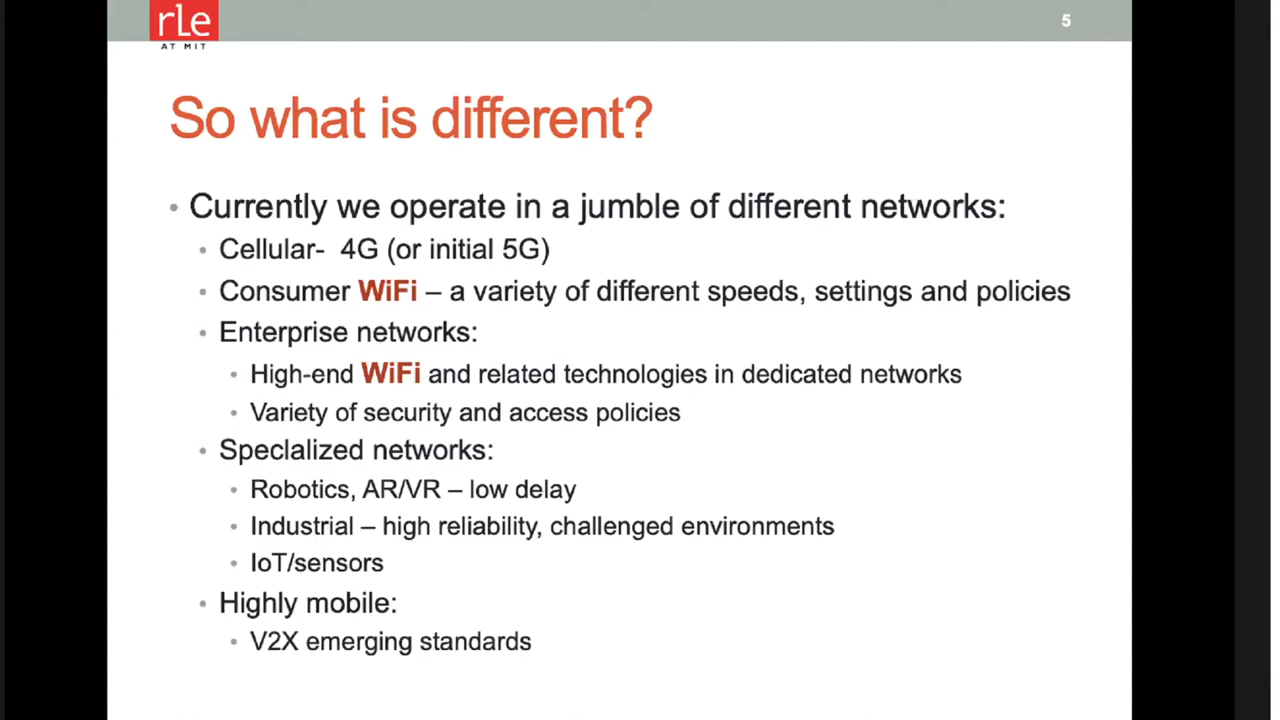 rle
AT MIT
5
So what is different?
• Currently we operate in a jumble of different networks:
• Cellular- 4G (or initial 5G)
• Consumer WiFi – a variety of different speeds, settings and policies
• Enterprise networks:
• High-end WiFi and related technologies in dedicated networks
• Variety of security and access policies
• Speclalized networks:
• Robotics, AR/VR – low delay
• Industrial – high reliability, challenged environments
• IoT/sensors
• Highly mobile:
• V2X emerging standards